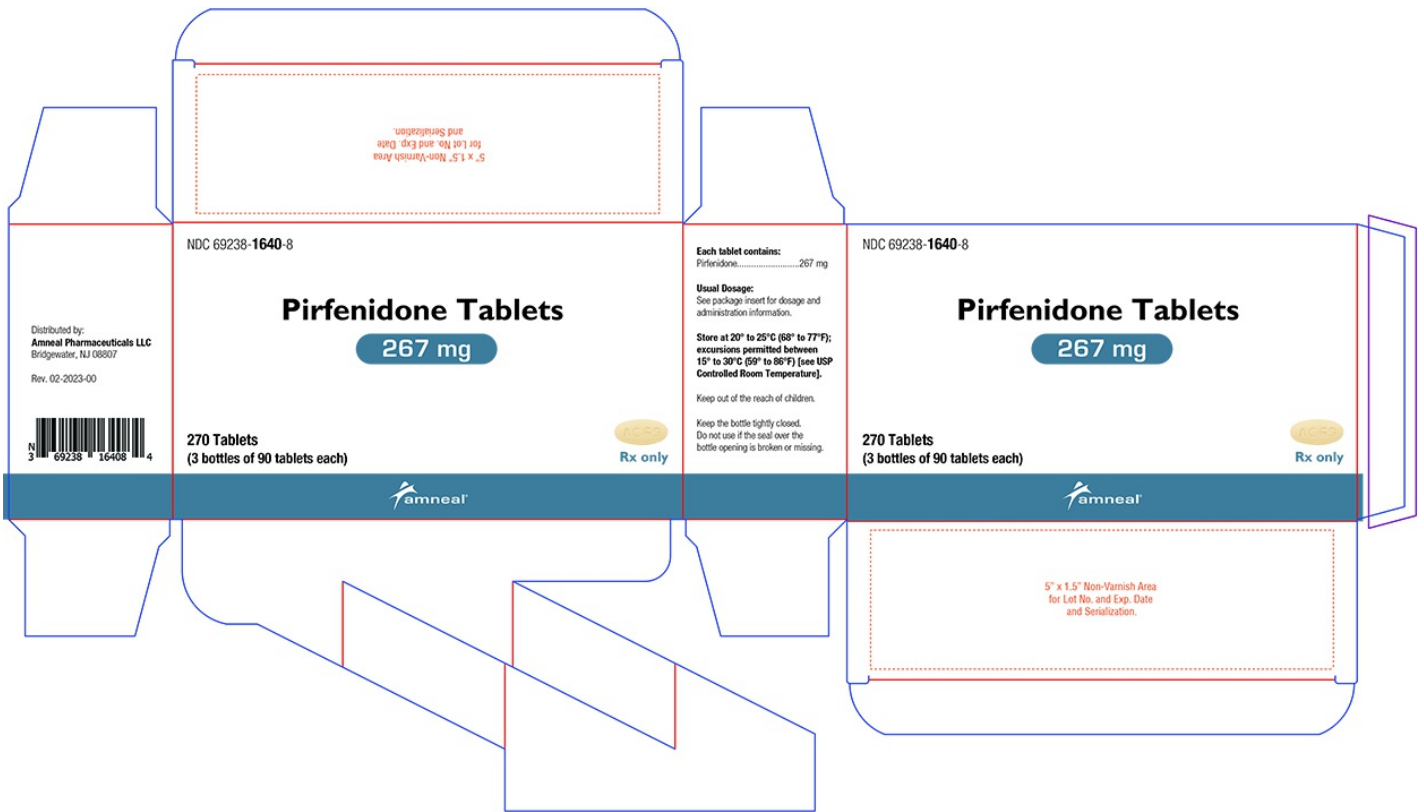 5" x 1.5" Non-Varnish Area
for Lot No. and Exp. Date
and Serialization.
Distributed by:
Amneal Pharmaceuticals LLC
Bridgewater, NJ 08807
Rev. 02-2023-00
N
3 69238 16408 4
NDC 69238-1640-8
Pirfenidone Tablets
267 mg
270 Tablets
(3 bottles of 90 tablets each)
Rx only
amneal
Each tablet contains:
Pirfenidone..........................267 mg
Usual Dosage:
See package insert for dosage and
administration information.
Store at 20° to 25°C (68° to 77°F);
excursions permitted between
15° to 30°C (59° to 86°F) [see USP
Controlled Room Temperature].
Keep out of the reach of children.
Keep the bottle tightly closed.
Do not use if the seal over the
bottle opening is broken or missing.
NDC 69238-1640-8
Pirfenidone Tablets
267 mg
270 Tablets
(3 bottles of 90 tablets each)
Rx only
amneal
5" x 1.5" Non-Varnish Area
for Lot No. and Exp. Date
and Serialization.